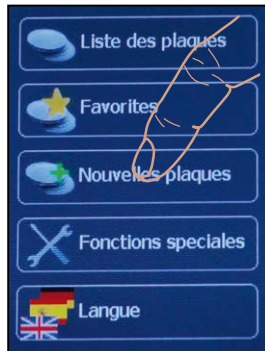 Liste des plaques
Favorites
Nouvelles plaques
Fonctions speciales
Langue